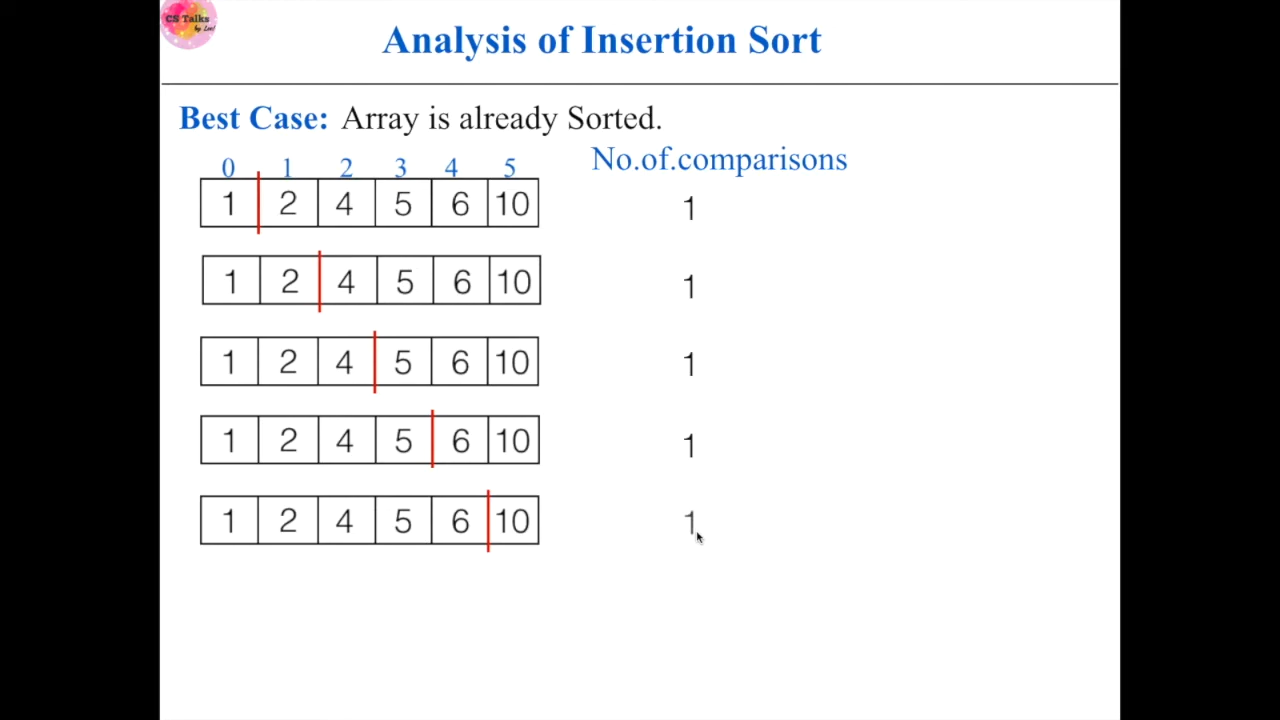 CS Talks
by Lee!
Analysis of Insertion Sort
Best Case: Array is already Sorted.
No.of.comparisons
0 1 2 3 4 5
1 2 4 5 6 10 1
1 2 4 5 6 10 1
1 2 4 5 6 10 1
1 2 4 5 6 10 1
1 2 4 5 6 10 1